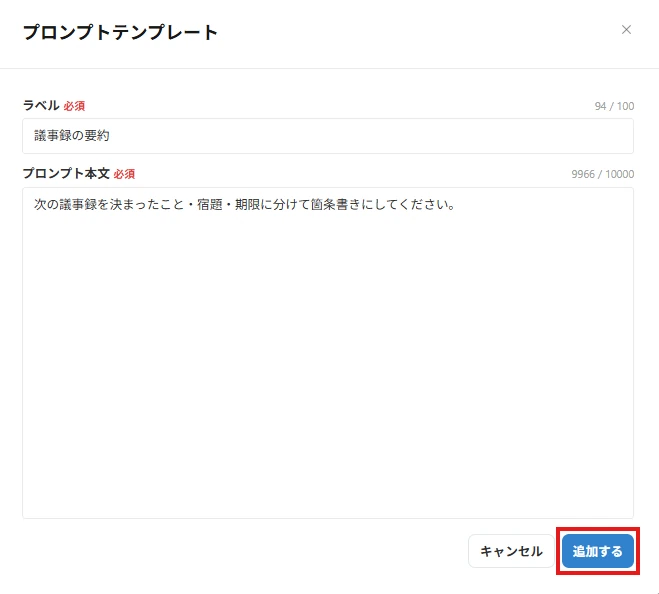 プロンプトテンプレート
ラベル 必須 94 / 100
議事録の要約
プロンプト本文 必須 9966 / 10000
次の議事録を決まったこと・宿題・期限に分けて箇条書きにしてください。
キャンセル 追加する